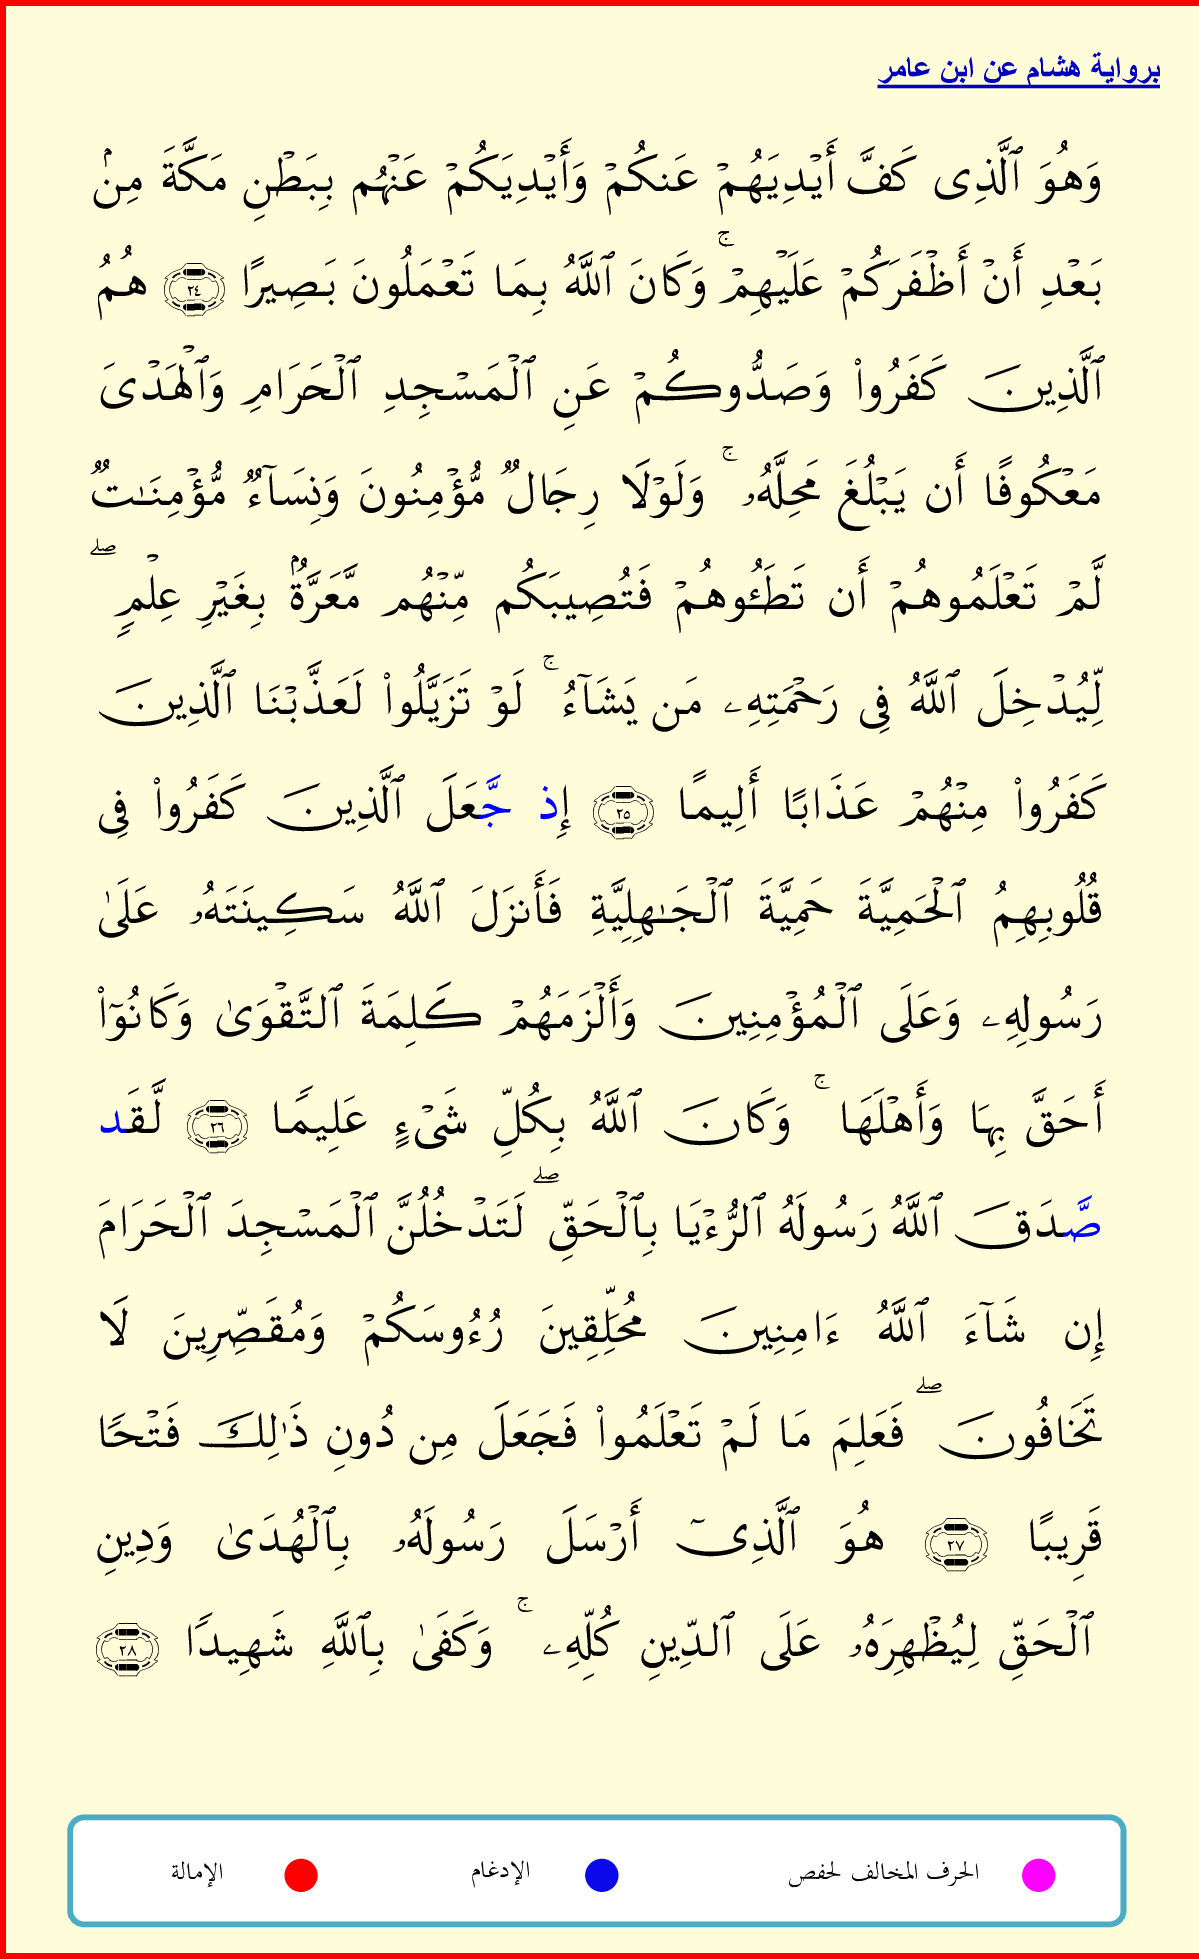 برواية هشام عن ابن عامر
وَهُوَ ٱلَّذِى كَفَّ أَيْدِيَهُمْ عَنكُمْ وَأَيْدِيَكُمْ عَنْهُم بِبَطْنِ مَكَّةَ مِنۢ
بَعْدِ أَنْ أَظْفَرَكُمْ عَلَيْهِمْ ۚ وَكَانَ ٱللَّهُ بِمَا تَعْمَلُونَ بَصِيرًا ٢٤ هُمُ
ٱلَّذِينَ كَفَرُوا۟ وَصَدُّوكُمْ عَنِ ٱلْمَسْجِدِ ٱلْحَرَامِ وَٱلْهَدْىَ
مَعْكُوفًا أَن يَبْلُغَ مَحِلَّهُۥ ۚ وَلَوْلَا رِجَالٌ مُّؤْمِنُونَ وَنِسَآءٌ مُّؤْمِنَـٰتٌ
لَّمْ تَعْلَمُوهُمْ أَن تَطَـُٔوهُمْ فَتُصِيبَكُم مِّنْهُم مَّعَرَّةٌۢ بِغَيْرِ عِلْمٍ ۖ
لِّيُدْخِلَ ٱللَّهُ فِى رَحْمَتِهِۦ مَن يَشَآءُ ۚ لَوْ تَزَيَّلُوا۟ لَعَذَّبْنَا ٱلَّذِينَ
كَفَرُوا۟ مِنْهُمْ عَذَابًا أَلِيمًا ٢٥ إِذ جَّعَلَ ٱلَّذِينَ كَفَرُوا۟ فِى
قُلُوبِهِمُ ٱلْحَمِيَّةَ حَمِيَّةَ ٱلْجَـٰهِلِيَّةِ فَأَنزَلَ ٱللَّهُ سَكِينَتَهُۥ عَلَىٰ
رَسُولِهِۦ وَعَلَى ٱلْمُؤْمِنِينَ وَأَلْزَمَهُمْ كَلِمَةَ ٱلتَّقْوَىٰ وَكَانُوٓا۟
أَحَقَّ بِهَا وَأَهْلَهَا ۚ وَكَانَ ٱللَّهُ بِكُلِّ شَىْءٍ عَلِيمًا ٢٦ لَّقَد
صَّدَقَ ٱللَّهُ رَسُولَهُ ٱلرُّءْيَا بِٱلْحَقِّ ۖ لَتَدْخُلُنَّ ٱلْمَسْجِدَ ٱلْحَرَامَ
إِن شَآءَ ٱللَّهُ ءَامِنِينَ مُحَلِّقِينَ رُءُوسَكُمْ وَمُقَصِّرِينَ لَا
تَخَافُونَ ۖ فَعَلِمَ مَا لَمْ تَعْلَمُوا۟ فَجَعَلَ مِن دُونِ ذَٰلِكَ فَتْحًا
قَرِيبًا ٢٧ هُوَ ٱلَّذِىٓ أَرْسَلَ رَسُولَهُۥ بِٱلْهُدَىٰ وَدِينِ
ٱلْحَقِّ لِيُظْهِرَهُۥ عَلَى ٱلدِّينِ كُلِّهِۦ ۚ وَكَفَىٰ بِٱللَّهِ شَهِيدًا ٢٨
الحرف المخالف لحفص الإدغام الإمالة